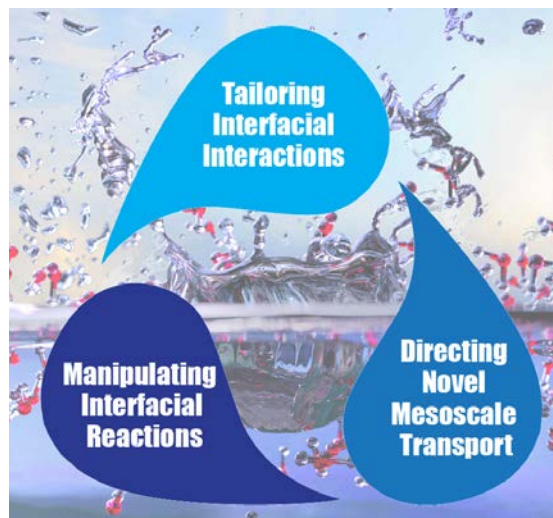 Tailoring
Interfacial
Interactions
Manipulating
Interfacial
Reactions
Directing
Novel
Mesoscale
Transport